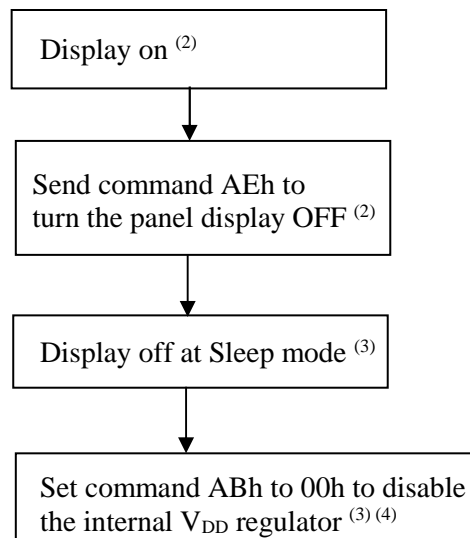 Display on (2)
Send command AEh to
turn the panel display OFF (2)
Display off at Sleep mode (3)
Set command ABh to 00h to disable
the internal VDD regulator (3) (4)